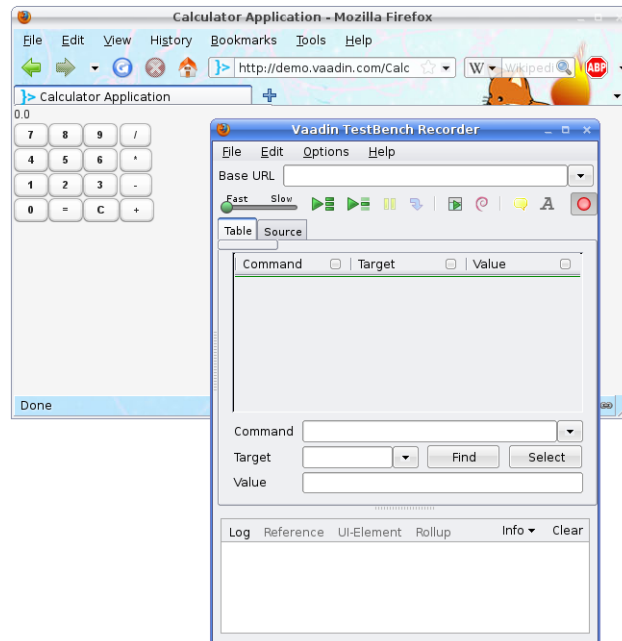 Calculator Application - Mozilla Firefox
File Edit View History Bookmarks Tools Help
http://demo.vaadin.com/Calc W Wikipedi ABP
Calculator Application
0.0
7 8 9 /
4 5 6 *
1 2 3 -
0 = C +
Done
Vaadin TestBench Recorder
File Edit Options Help
Base URL
Fast Slow A
Table Source
Command Target Value
Command
Target Find Select
Value
Log Reference UI-Element Rollup Info Clear